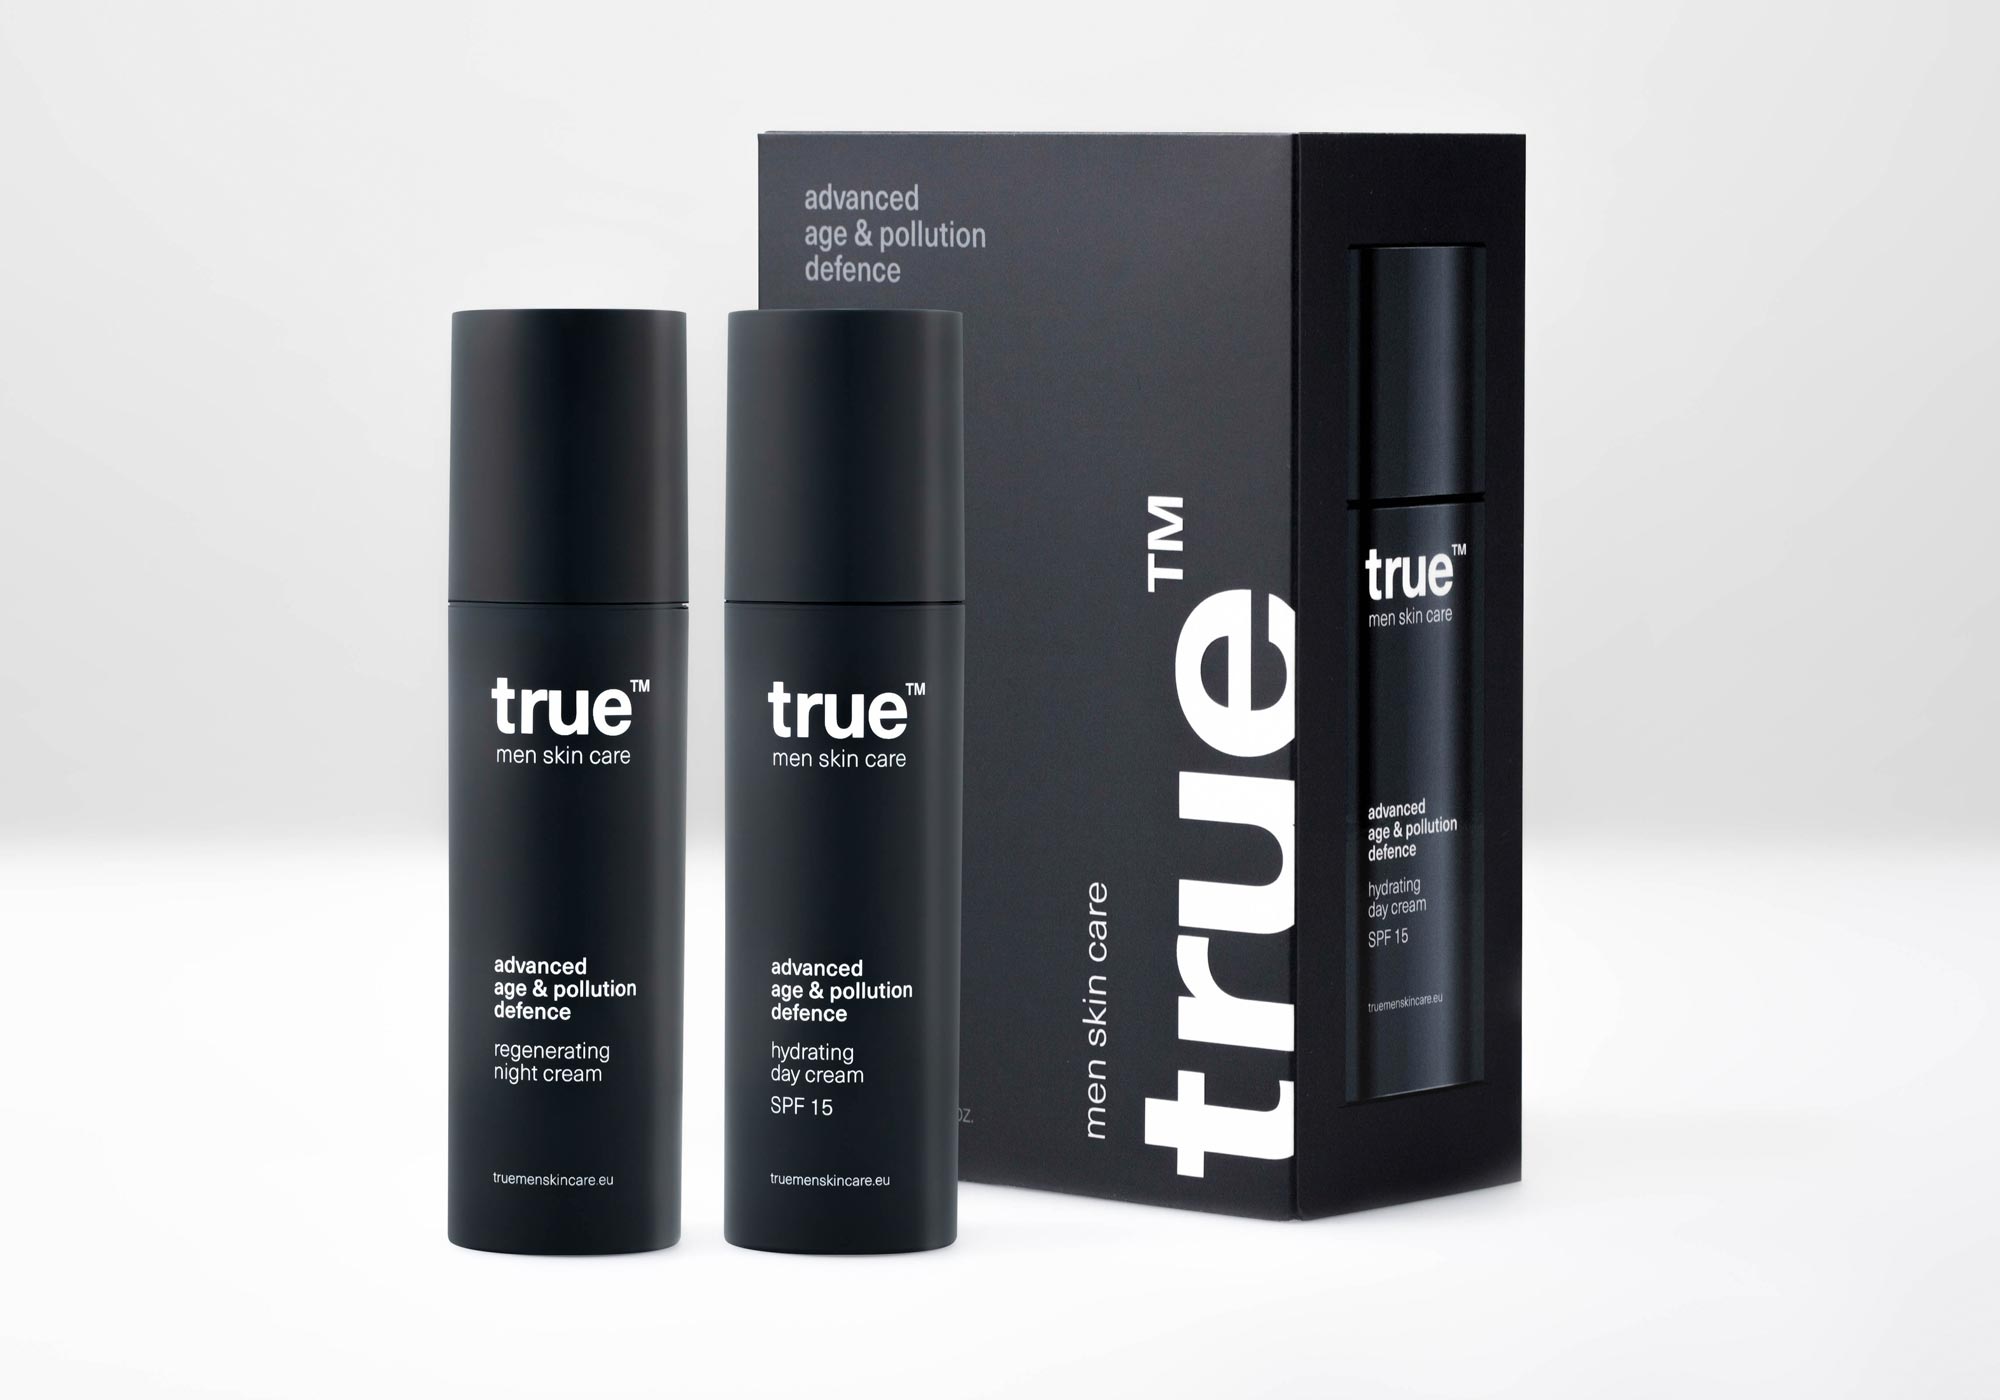 true™
men skin care
advanced
age & pollution
defence
regenerating
night cream
truemenskincare.eu
true™
men skin care
advanced
age & pollution
defence
hydrating
day cream
SPF 15
truemenskincare.eu
advanced
age & pollution
defence
oz.
men skin care
true™
true™
men skin care
advanced
age & pollution
defence
hydrating
day cream
SPF 15
truemenskincare.eu